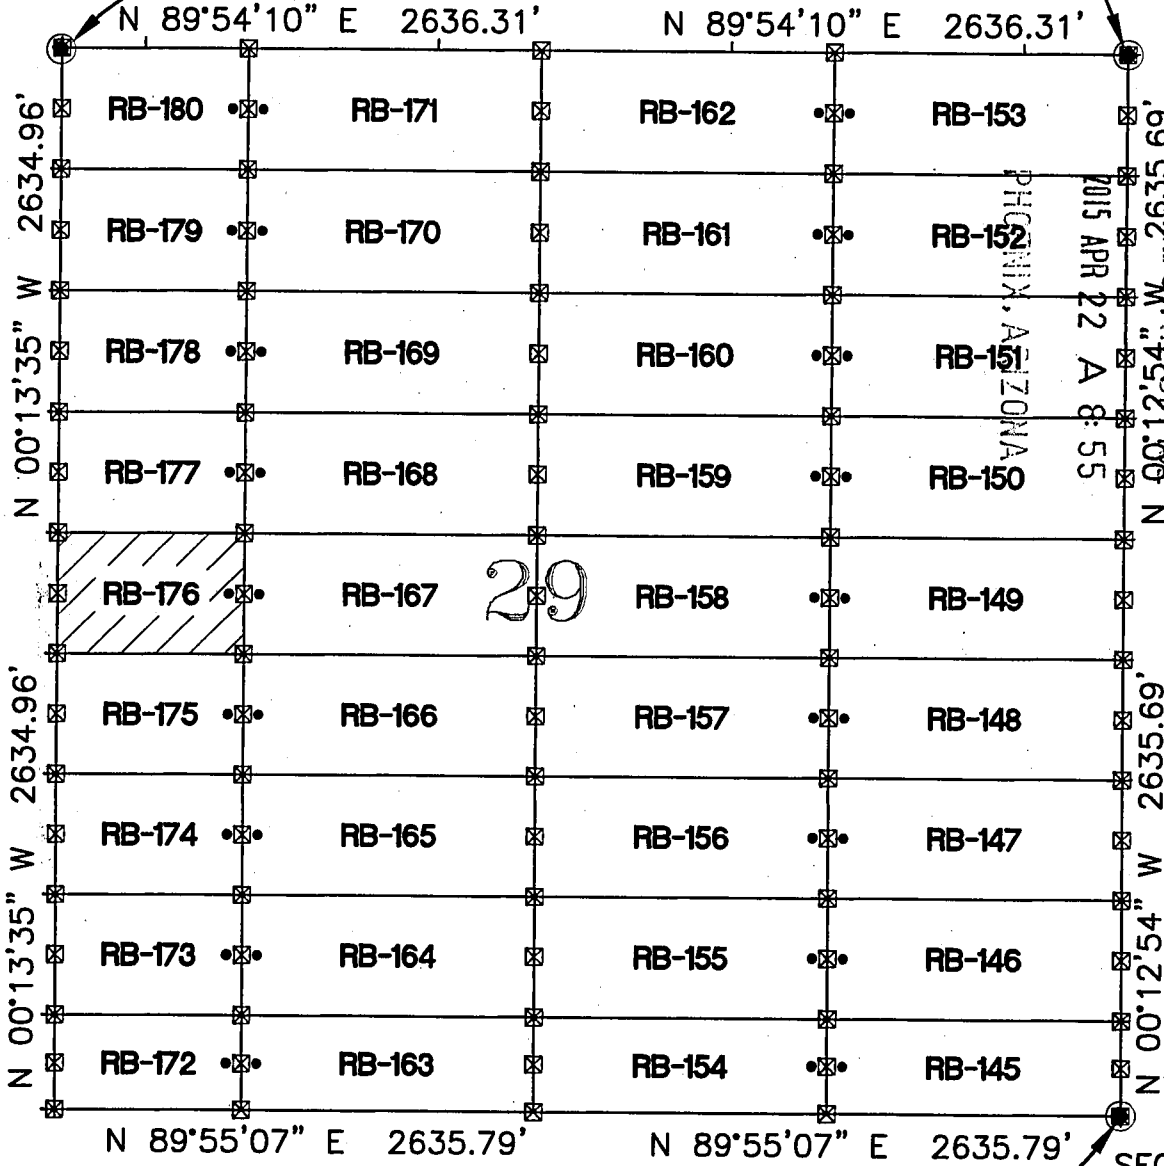 N 89°54'10" E 2636.31' N 89°54'10" E 2636.31'
N 00°13'35" W 2634.96'
N 00°12'54" W 2635.69'
RB-180 RB-171 RB-162 RB-153
RB-179 RB-170 RB-161 RB-152
RB-178 RB-169 RB-160 RB-151
RB-177 RB-168 RB-159 RB-150
RB-176 RB-167 29 RB-158 RB-149
RB-175 RB-166 RB-157 RB-148
RB-174 RB-165 RB-156 RB-147
RB-173 RB-164 RB-155 RB-146
RB-172 RB-163 RB-154 RB-145
2015 APR 22 A 8:55
PHOENIX, ARIZONA
N 00°13'35" W 2634.96'
N 00°12'54" W 2635.69'
N 89°55'07" E 2635.79' N 89°55'07" E 2635.79'